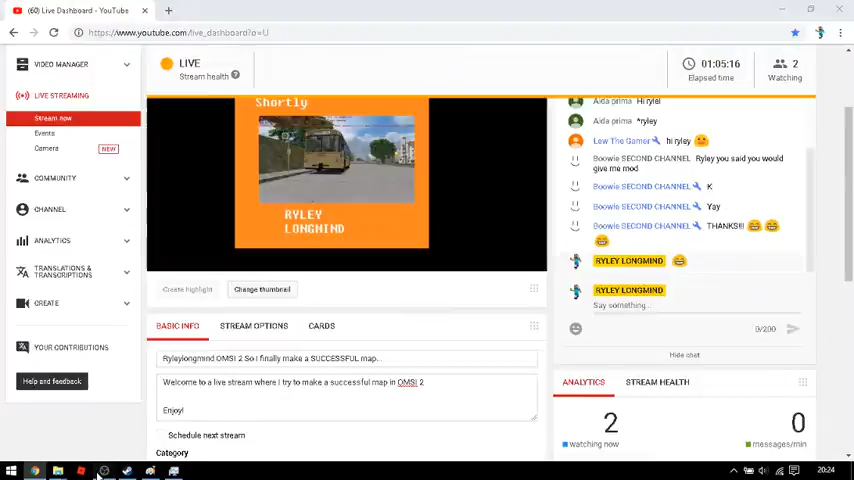 (60) Live Dashboard - YouTube
https://www.youtube.com/live_dashboard?o=U
VIDEO MANAGER
LIVE STREAMING
Stream now
Events
Camera NEW
COMMUNITY
CHANNEL
ANALYTICS
TRANSLATIONS &
TRANSCRIPTIONS
CREATE
YOUR CONTRIBUTIONS
Help and feedback
LIVE
Stream health ?
01:05:16
Elapsed time
2
Watching
Shortly
RYLEY
LONGMIND
Create highlight
Change thumbnail
BASIC INFO STREAM OPTIONS CARDS
Ryleylongmind OMSI 2 So I finally make a SUCCESSFUL map...
Welcome to a live stream where I try to make a successful map in OMSI 2
Enjoy!
Schedule next stream
Category
Aida prima Hi rylel
Aida prima *ryley
Lew The Gamer hi ryley
Boowie SECOND CHANNEL Ryley you said you would
give me mod
Boowie SECOND CHANNEL K
Boowie SECOND CHANNEL Yay
Boowie SECOND CHANNEL THANKS!!!
RYLEY LONGMIND
RYLEY LONGMIND
Say something...
0/200
Hide chat
ANALYTICS STREAM HEALTH
2
watching now
0
messages/min
20:24